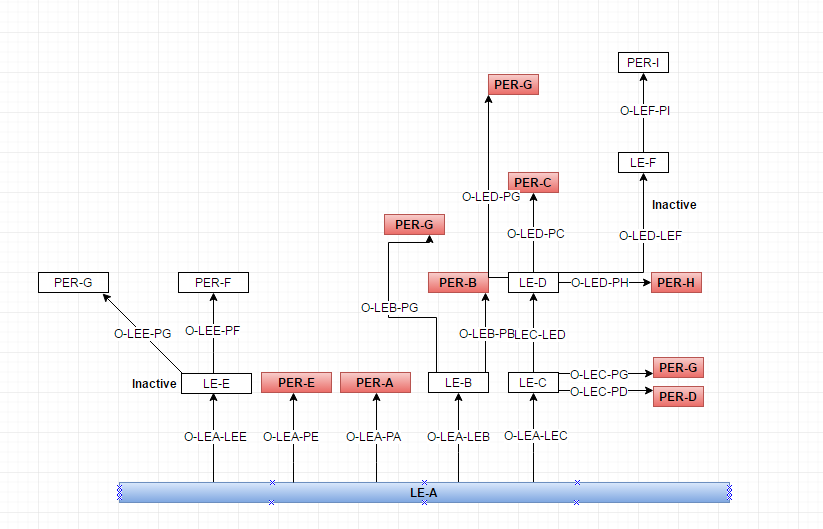 PER-I
PER-G
O-LEF-PI
LE-F
PER-C
O-LED-PG
Inactive
PER-G
O-LED-PC
O-LED-LEF
PER-G
PER-F
PER-B
LE-D
O-LED-PH
PER-H
O-LEB-PG
O-LEE-PG
O-LEE-PF
O-LEB-PB
LEC-LED
PER-G
O-LEC-PG
Inactive
LE-E
PER-E
PER-A
LE-B
LE-C
O-LEC-PD
PER-D
O-LEA-LEE
O-LEA-PE
O-LEA-PA
O-LEA-LEB
O-LEA-LEC
LE-A